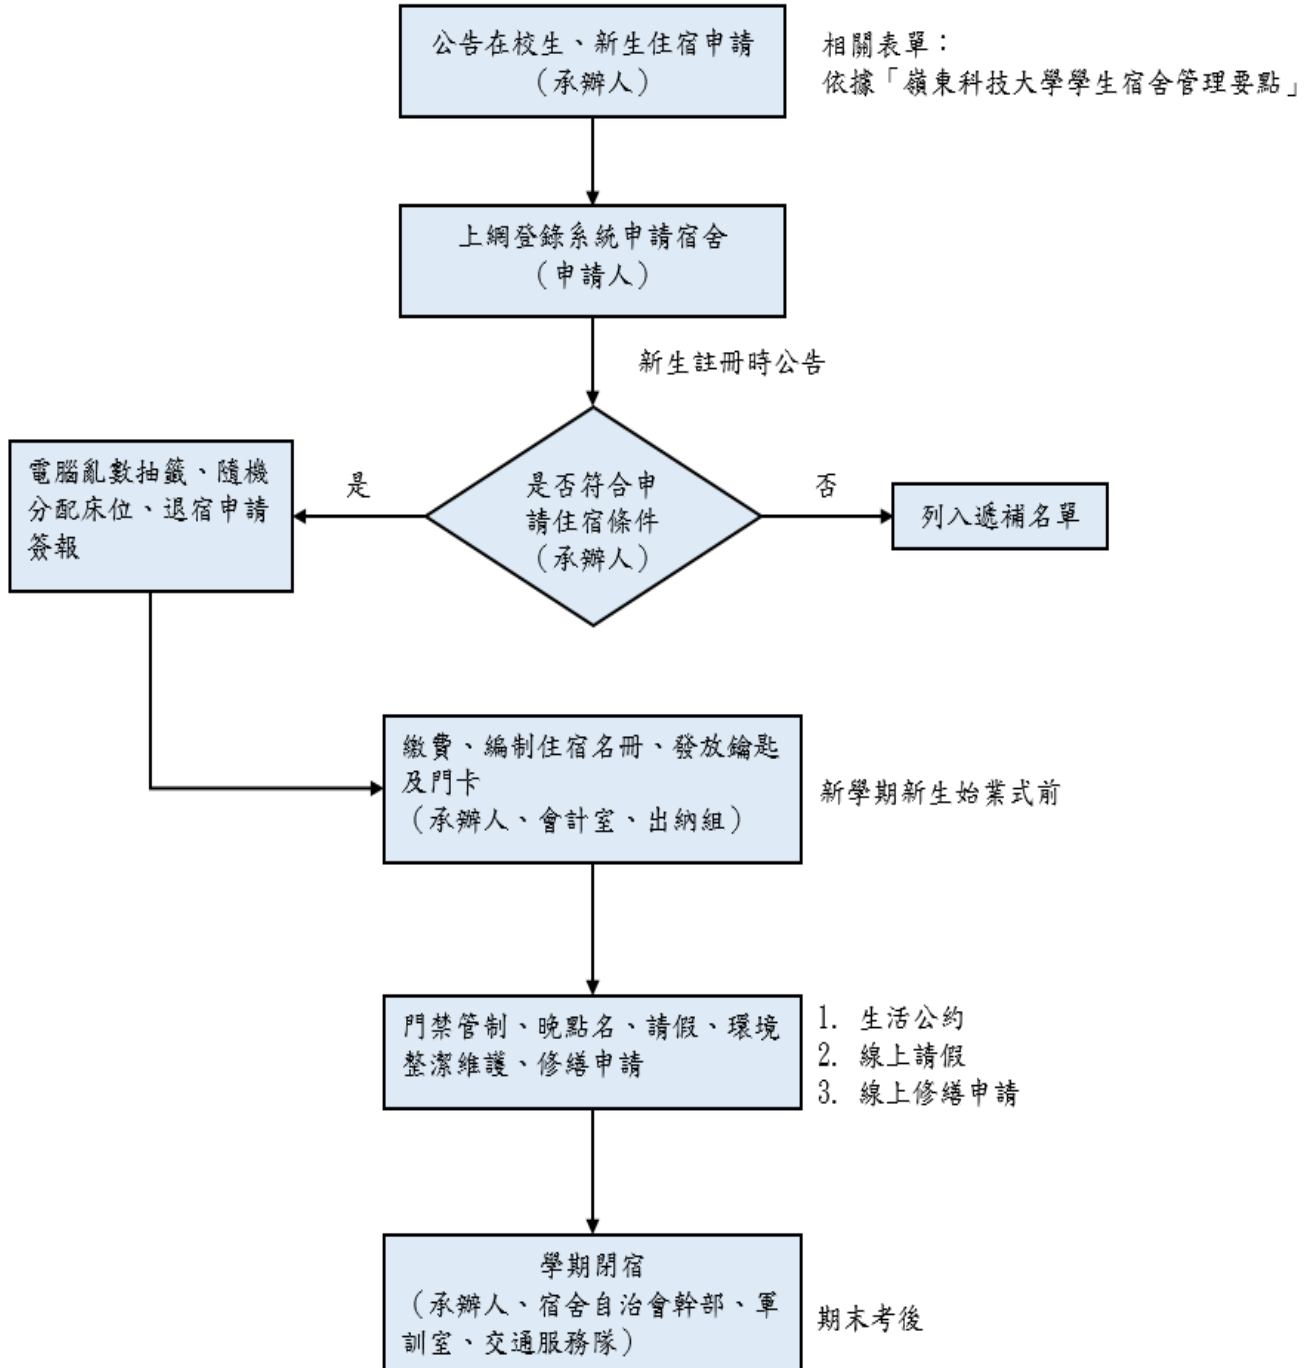 公告在校生、新生住宿申請
(承辦人)
相關表單：
依據「嶺東科技大學學生宿舍管理要點」
上網登錄系統申請宿舍
(申請人)
新生註冊時公告
電腦亂數抽籤、隨機
分配床位、退宿申請
簽報
是
是否符合申
請住宿條件
(承辦人)
否
列入遞補名單
繳費、編制住宿名冊、發放鑰匙
及門卡
(承辦人、會計室、出納組)
新學期新生始業式前
門禁管制、晚點名、請假、環境
整潔維護、修繕申請
1. 生活公約
2. 線上請假
3. 線上修繕申請
學期閉宿
(承辦人、宿舍自治會幹部、軍
訓室、交通服務隊)
期末考後